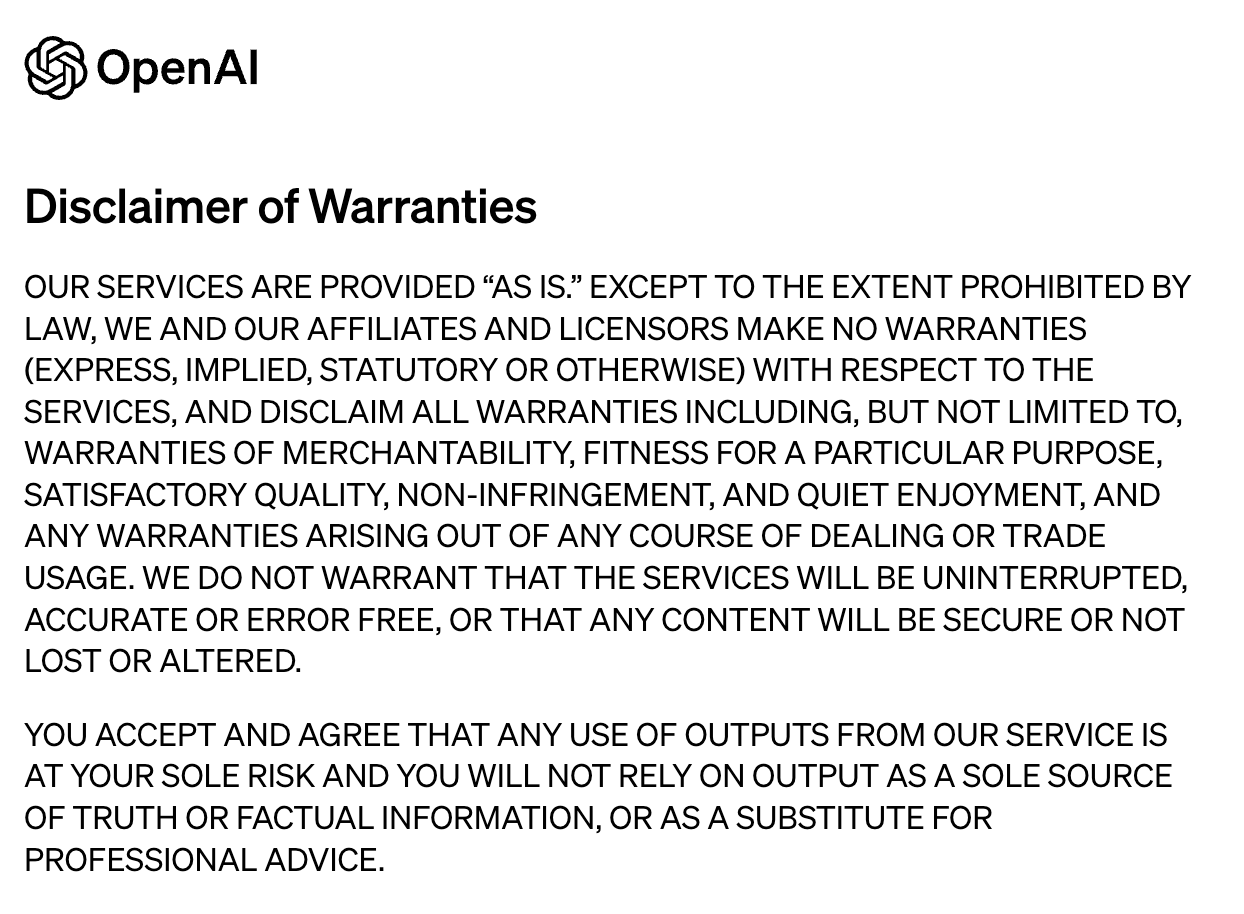 OpenAI
Disclaimer of Warranties
OUR SERVICES ARE PROVIDED “AS IS.” EXCEPT TO THE EXTENT PROHIBITED BY
LAW, WE AND OUR AFFILIATES AND LICENSORS MAKE NO WARRANTIES
(EXPRESS, IMPLIED, STATUTORY OR OTHERWISE) WITH RESPECT TO THE
SERVICES, AND DISCLAIM ALL WARRANTIES INCLUDING, BUT NOT LIMITED TO,
WARRANTIES OF MERCHANTABILITY, FITNESS FOR A PARTICULAR PURPOSE,
SATISFACTORY QUALITY, NON-INFRINGEMENT, AND QUIET ENJOYMENT, AND
ANY WARRANTIES ARISING OUT OF ANY COURSE OF DEALING OR TRADE
USAGE. WE DO NOT WARRANT THAT THE SERVICES WILL BE UNINTERRUPTED,
ACCURATE OR ERROR FREE, OR THAT ANY CONTENT WILL BE SECURE OR NOT
LOST OR ALTERED.
YOU ACCEPT AND AGREE THAT ANY USE OF OUTPUTS FROM OUR SERVICE IS
AT YOUR SOLE RISK AND YOU WILL NOT RELY ON OUTPUT AS A SOLE SOURCE
OF TRUTH OR FACTUAL INFORMATION, OR AS A SUBSTITUTE FOR
PROFESSIONAL ADVICE.